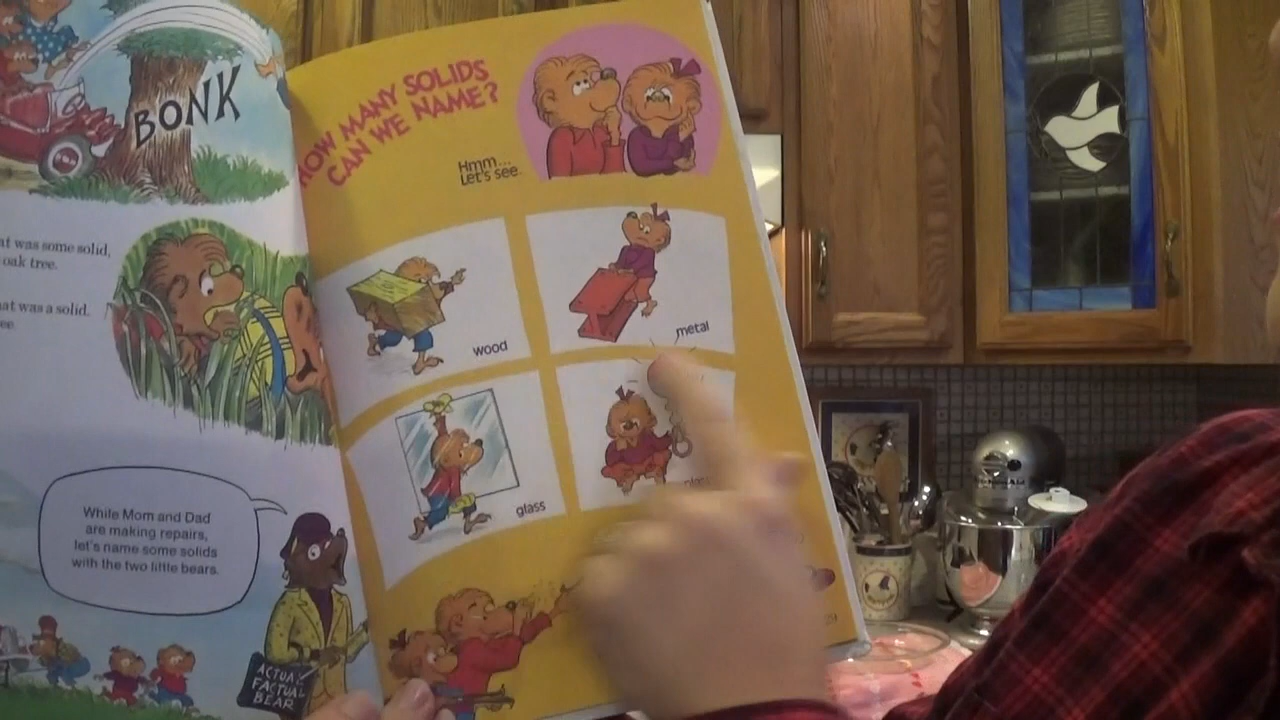 BONK
at was some solid,
oak tree.
at was a solid.
ee.
While Mom and Dad
are making repairs,
let's name some solids
with the two little bears.
ACTUAL
FACTUAL
BEAR
HOW MANY SOLIDS
CAN WE NAME?
Hmm...
Let's see.
wood
metal
glass
KitchenAid